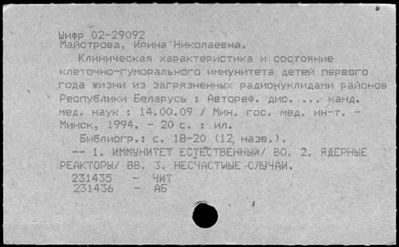 Шифр 02-29092
Майстрова, Ирина Николаевна.
Клиническая характеристика и состояние
клеточно-гуморального иммунитета детей первого
года жизни из загрязненных радионуклидами районов
Республики Беларусь : Автореф. дис. ... канд.
мед. наук : 14.00.09 / Мин. гос. мед. ин-т. -
Минск, 1994. - 20 с. : ил.
Библиогр.: с. 18-20 (12 назв.).
-- 1. ИММУНИТЕТ ЕСТЕСТВЕННЫЙ/ ВО. 2. ЯДЕРНЫЕ
РЕАКТОРЫ/ ВВ. 3. НЕСЧАСТНЫЕ СЛУЧАИ.
231435 - ЧИТ
231436 - АБ